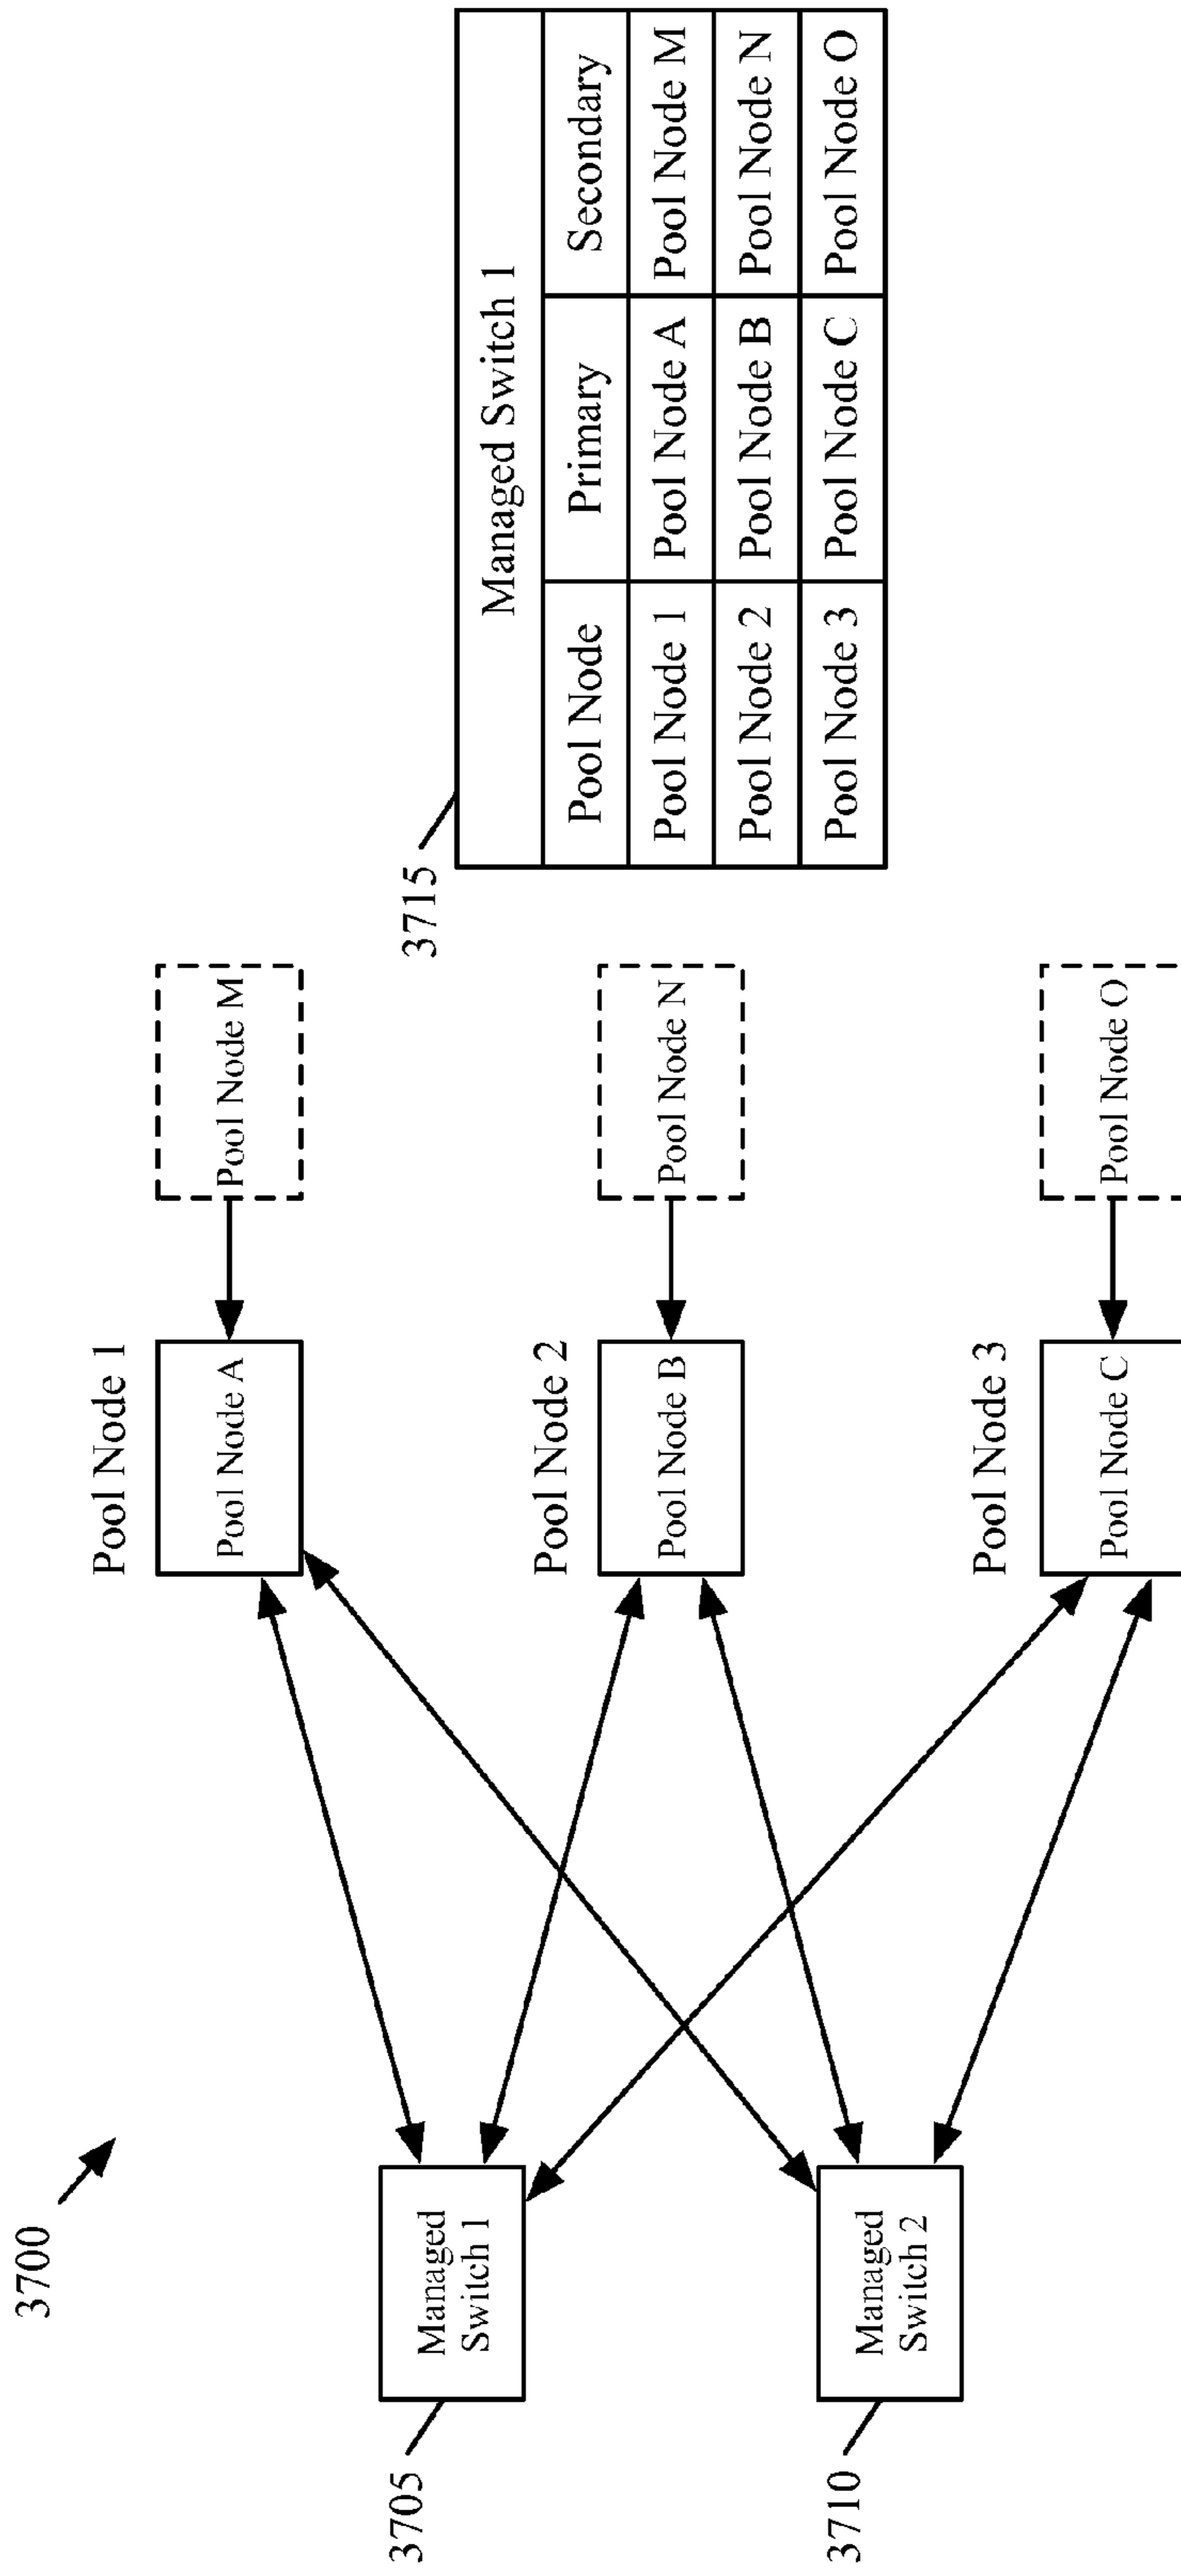 3700
Pool Node 1
Pool Node A
Pool Node M
Managed
Switch 1
3705
Pool Node 2
Pool Node B
Pool Node N
Managed
Switch 2
3710
Pool Node 3
Pool Node C
Pool Node O
3715
Managed Switch 1
Pool Node Primary Secondary
Pool Node 1 Pool Node A Pool Node M
Pool Node 2 Pool Node B Pool Node N
Pool Node 3 Pool Node C Pool Node O